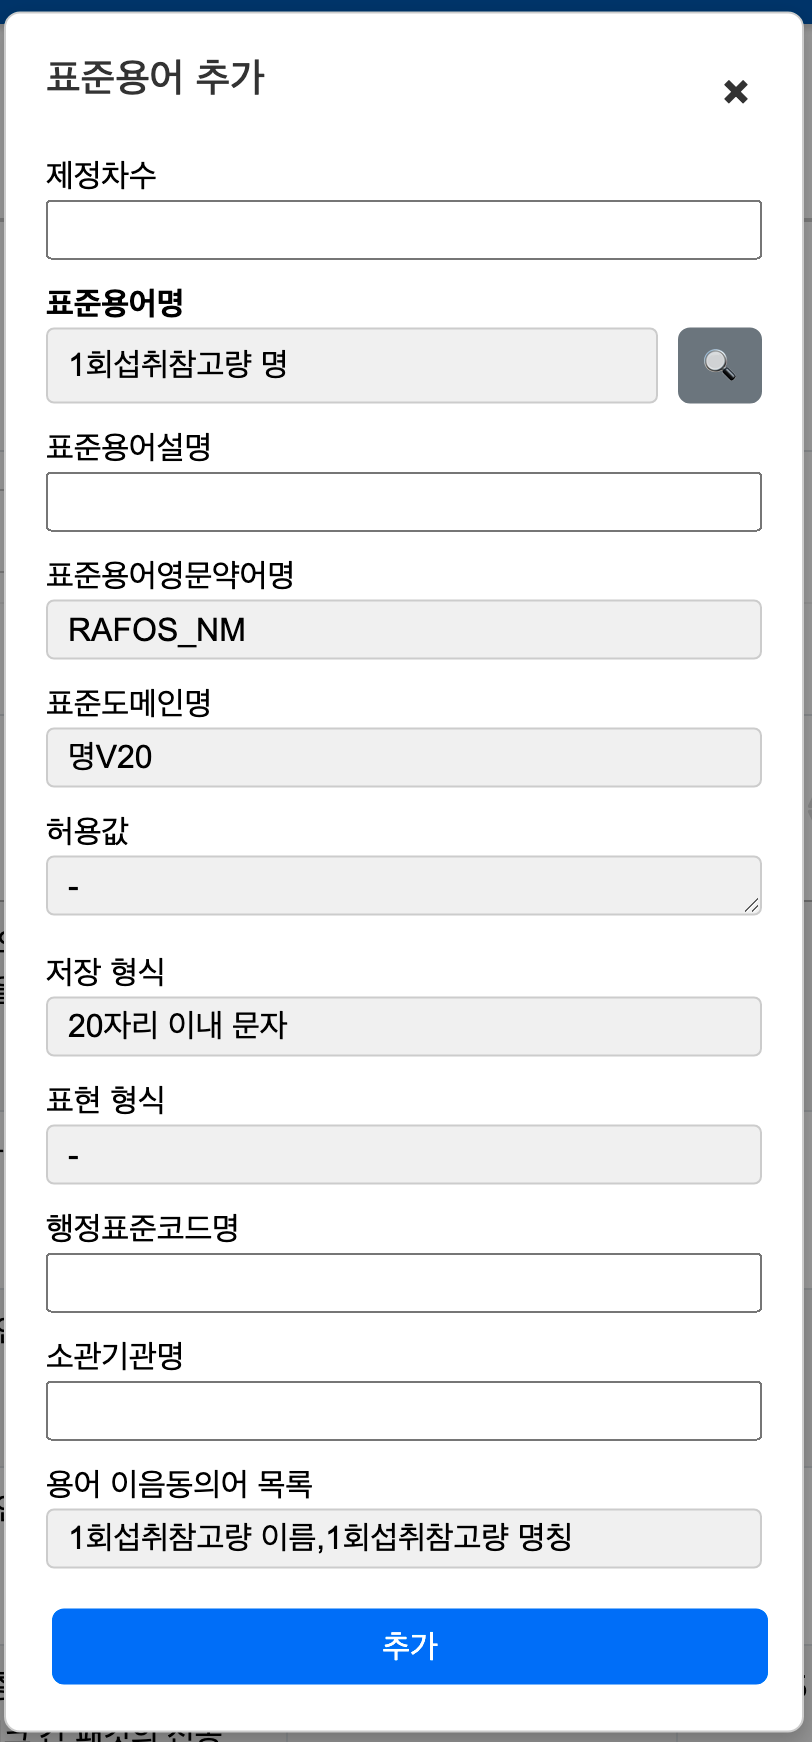 표준용어 추가
✖
제정차수
표준용어명
1회섭취참고량 명
표준용어설명
표준용어영문약어명
RAFOS_NM
표준도메인명
명V20
허용값
-
저장 형식
20자리 이내 문자
표현 형식
-
행정표준코드명
소관기관명
용어 이음동의어 목록
1회섭취참고량 이름,1회섭취참고량 명칭
추가